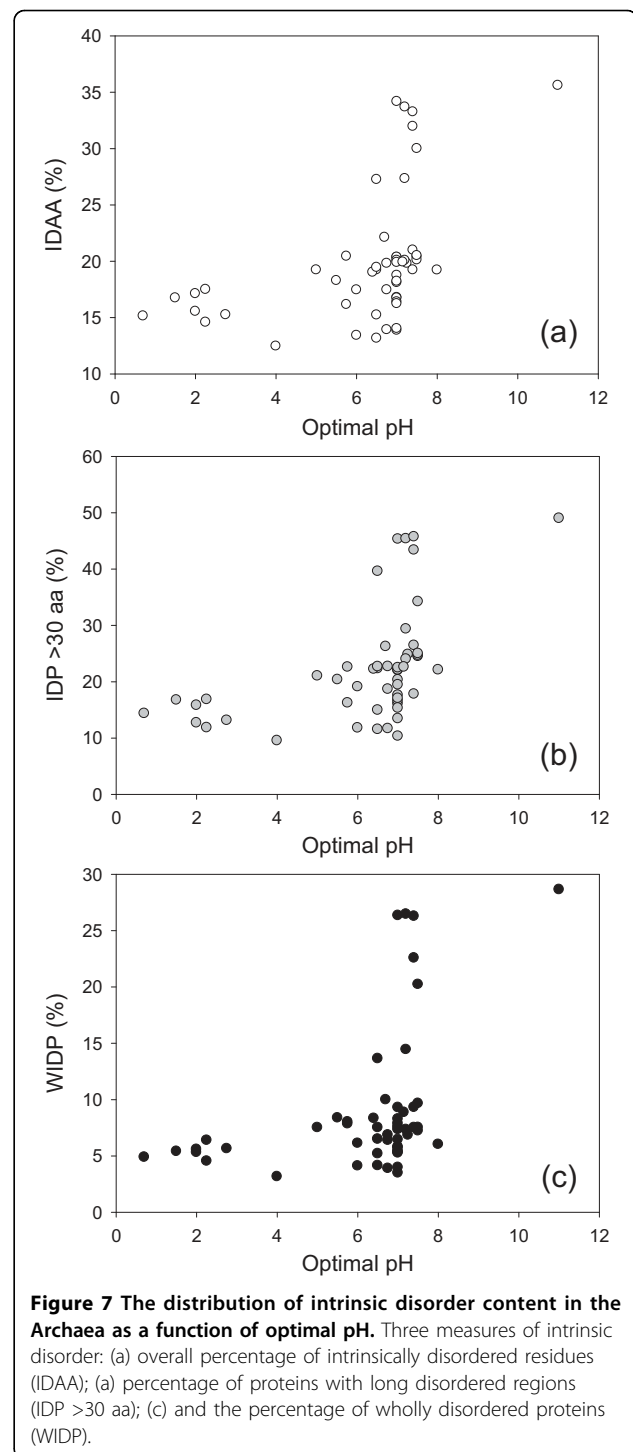 40
35
30
25
20
15
10
IDAA (%)
(a)
0 2 4 6 8 10 12
Optimal pH
60
50
40
30
20
10
0
IDP >30 aa (%)
(b)
0 2 4 6 8 10 12
Optimal pH
30
25
20
15
10
5
0
WIDP (%)
(c)
0 2 4 6 8 10 12
Optimal pH
Figure 7 The distribution of intrinsic disorder content in the
Archaea as a function of optimal pH. Three measures of intrinsic
disorder: (a) overall percentage of intrinsically disordered residues
(IDAA); (a) percentage of proteins with long disordered regions
(IDP >30 aa); (c) and the percentage of wholly disordered proteins
(WIDP).